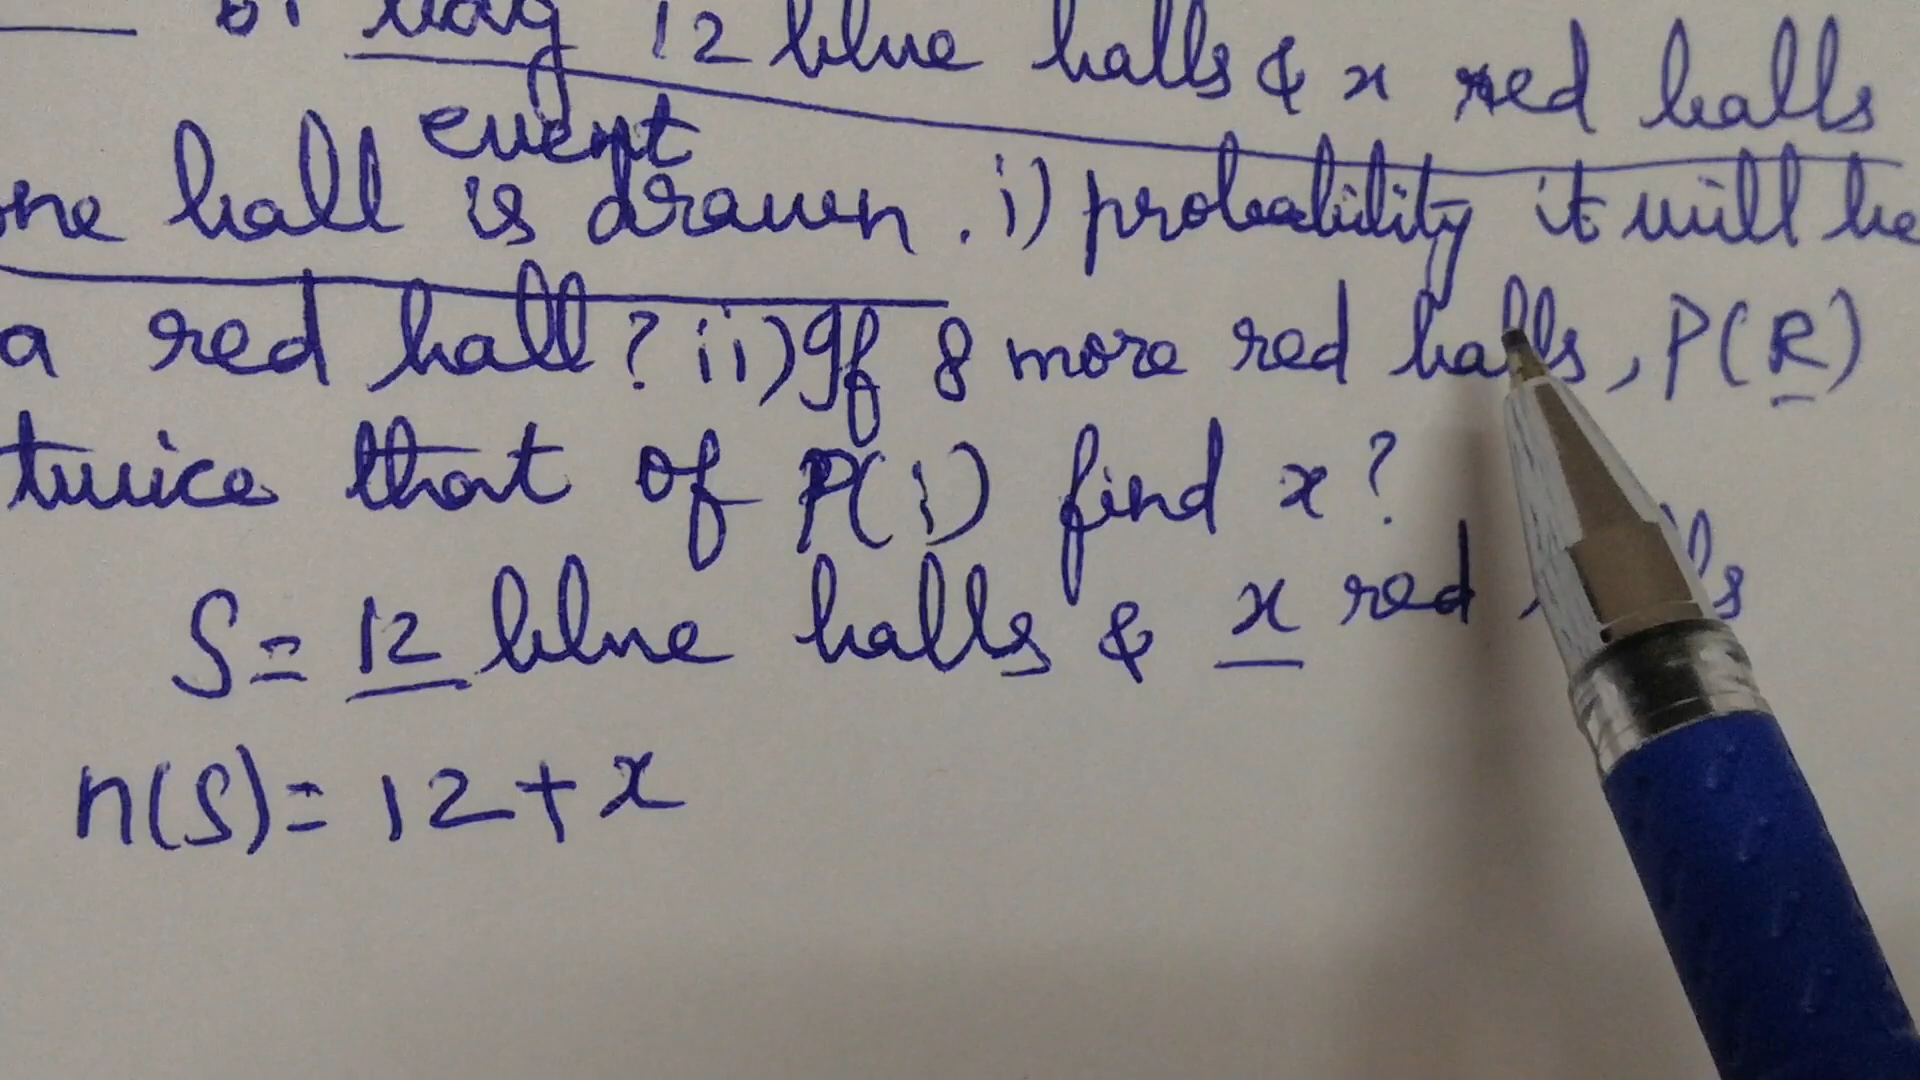 bag 12 blue balls & x red balls
one ball is drawn. i) probability it will be
event
a red ball? ii) If 8 more red balls, P(R)
twice that of P(i) find x?
S = 12 blue balls & x red
n(S) = 12 + x